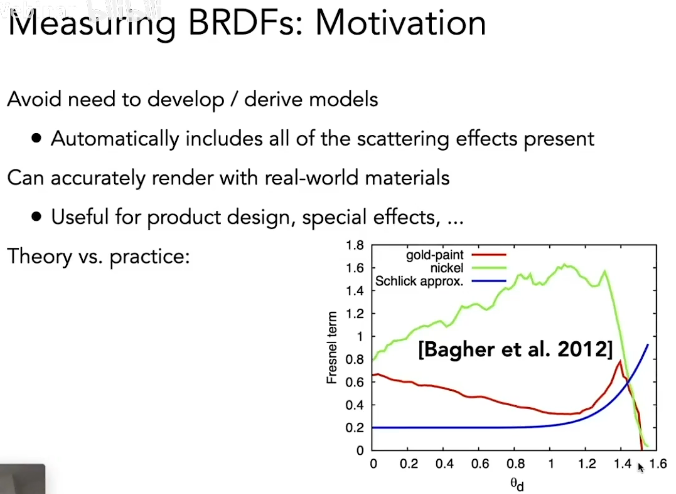 Measuring BRDFs: Motivation
Avoid need to develop / derive models
• Automatically includes all of the scattering effects present
Can accurately render with real-world materials
• Useful for product design, special effects, ...
Theory vs. practice:
1.8
1.6
1.4
1.2
1
0.8
0.6
0.4
0.2
0
Fresnel term
gold-paint
nickel
Schlick approx.
[Bagher et al. 2012]
0 0.2 0.4 0.6 0.8 1 1.2 1.4 1.6
θd